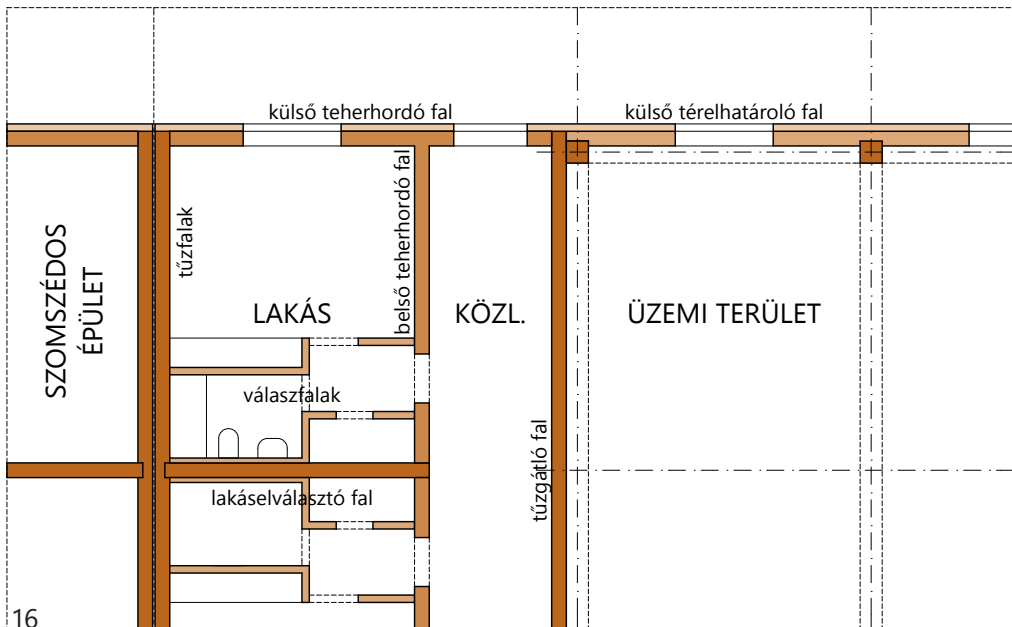 külső teherhordó fal
külső térelhatároló fal
tűzfalak
belső teherhordó fal
SZOMSZÉDOS
ÉPÜLET
LAKÁS
KÖZL.
ÜZEMI TERÜLET
válaszfalak
tűzgátló fal
lakáselválasztó fal
16